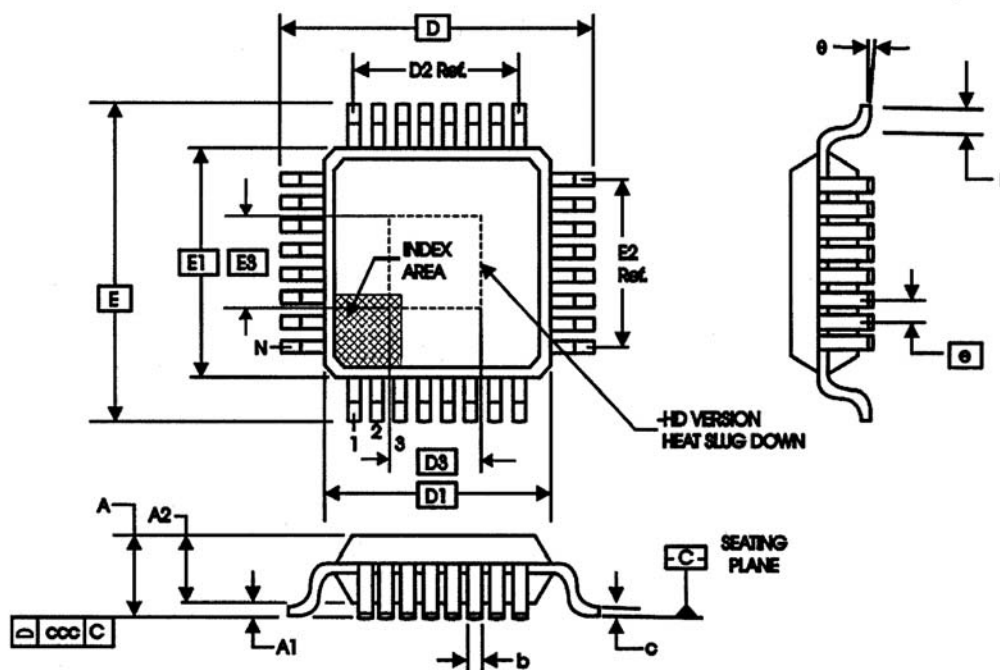 D
D2 Ref.
θ
E1
E3
INDEX
AREA
E2
Ref.
E
N
e
1 2 3
HD VERSION
HEAT SLUG DOWN
D3
D1
A
A2
-C-
SEATING
PLANE
ccc C
A1
b
c